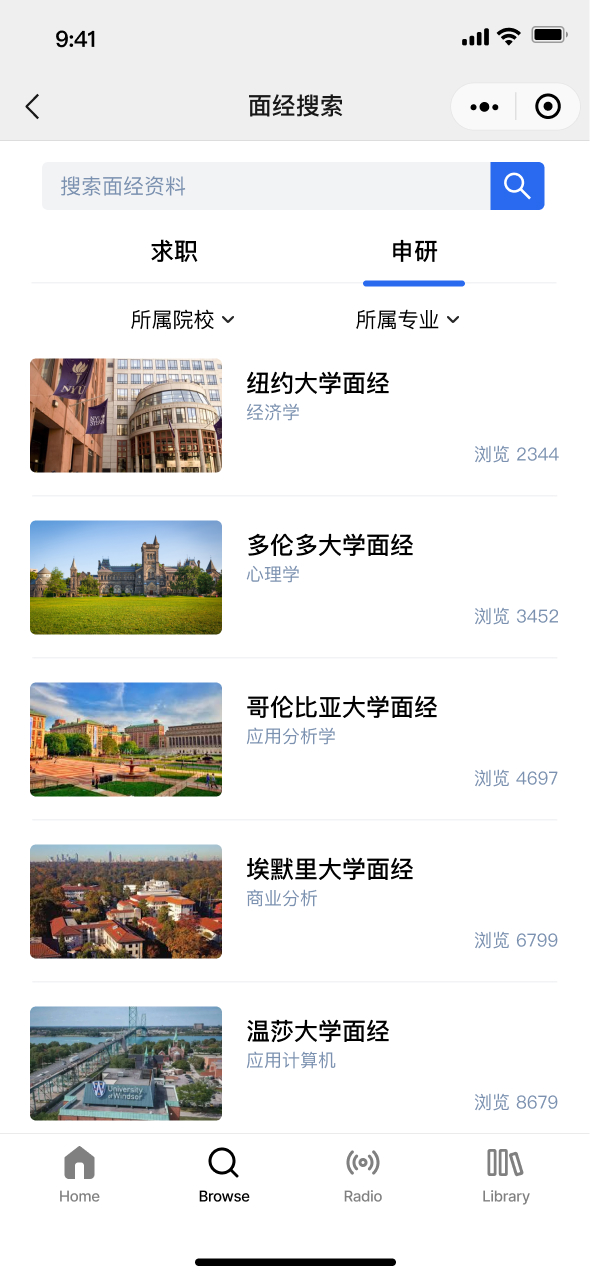 9:41
面经搜索
搜索面经资料
求职 申研
所属院校 所属专业
NYU
纽约大学面经
经济学
浏览 2344
多伦多大学面经
心理学
浏览 3452
哥伦比亚大学面经
应用分析学
浏览 4697
埃默里大学面经
商业分析
浏览 6799
温莎大学面经
应用计算机
University
of Windsor
浏览 8679
Home Browse Radio Library